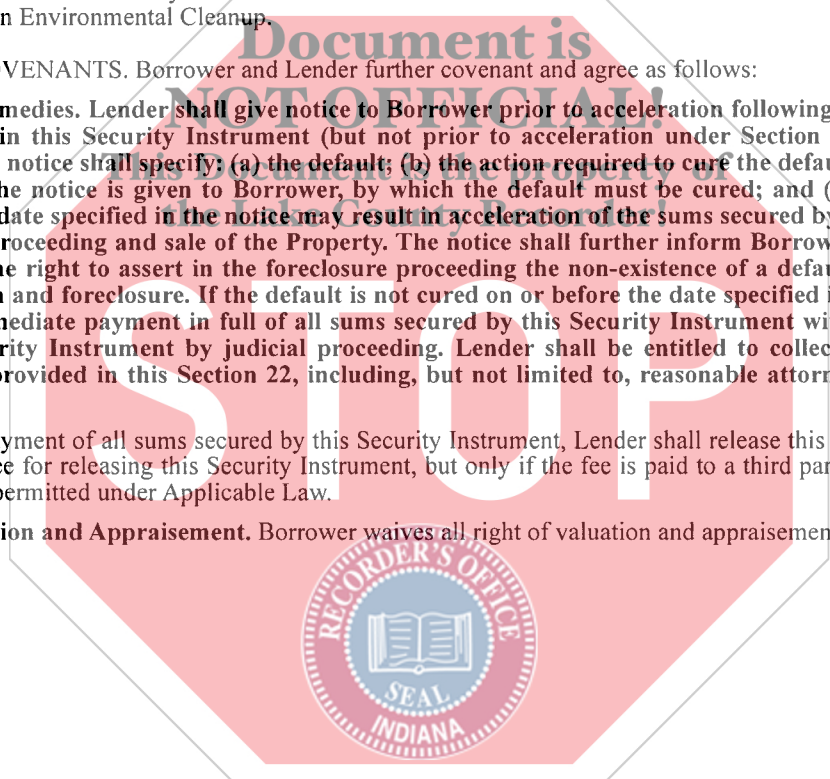 n Environmental Cleanup.
Document is
VENANTS. Borrower and Lender further covenant and agree as follows:
medies. Lender shall give notice to Borrower prior to acceleration following
NOT OFFICIAL!
in this Security Instrument (but not prior to acceleration under Section
notice shall specify: (a) the default; (b) the action required to cure the defau
This Document is the property of
he notice is given to Borrower, by which the default must be cured; and (
date specified in the notice may result in acceleration of the sums secured by
the Lake County Recorder!
roceeding and sale of the Property. The notice shall further inform Borrow
e right to assert in the foreclosure proceeding the non-existence of a defau
n and foreclosure. If the default is not cured on or before the date specified i
mediate payment in full of all sums secured by this Security Instrument wi
rity Instrument by judicial proceeding. Lender shall be entitled to collec
provided in this Section 22, including, but not limited to, reasonable attorn
STOP
yment of all sums secured by this Security Instrument, Lender shall release this
ce for releasing this Security Instrument, but only if the fee is paid to a third par
permitted under Applicable Law.
ion and Appraisement. Borrower waives all right of valuation and appraisemen
RECORDER'S OFFICE
SEAL
INDIANA